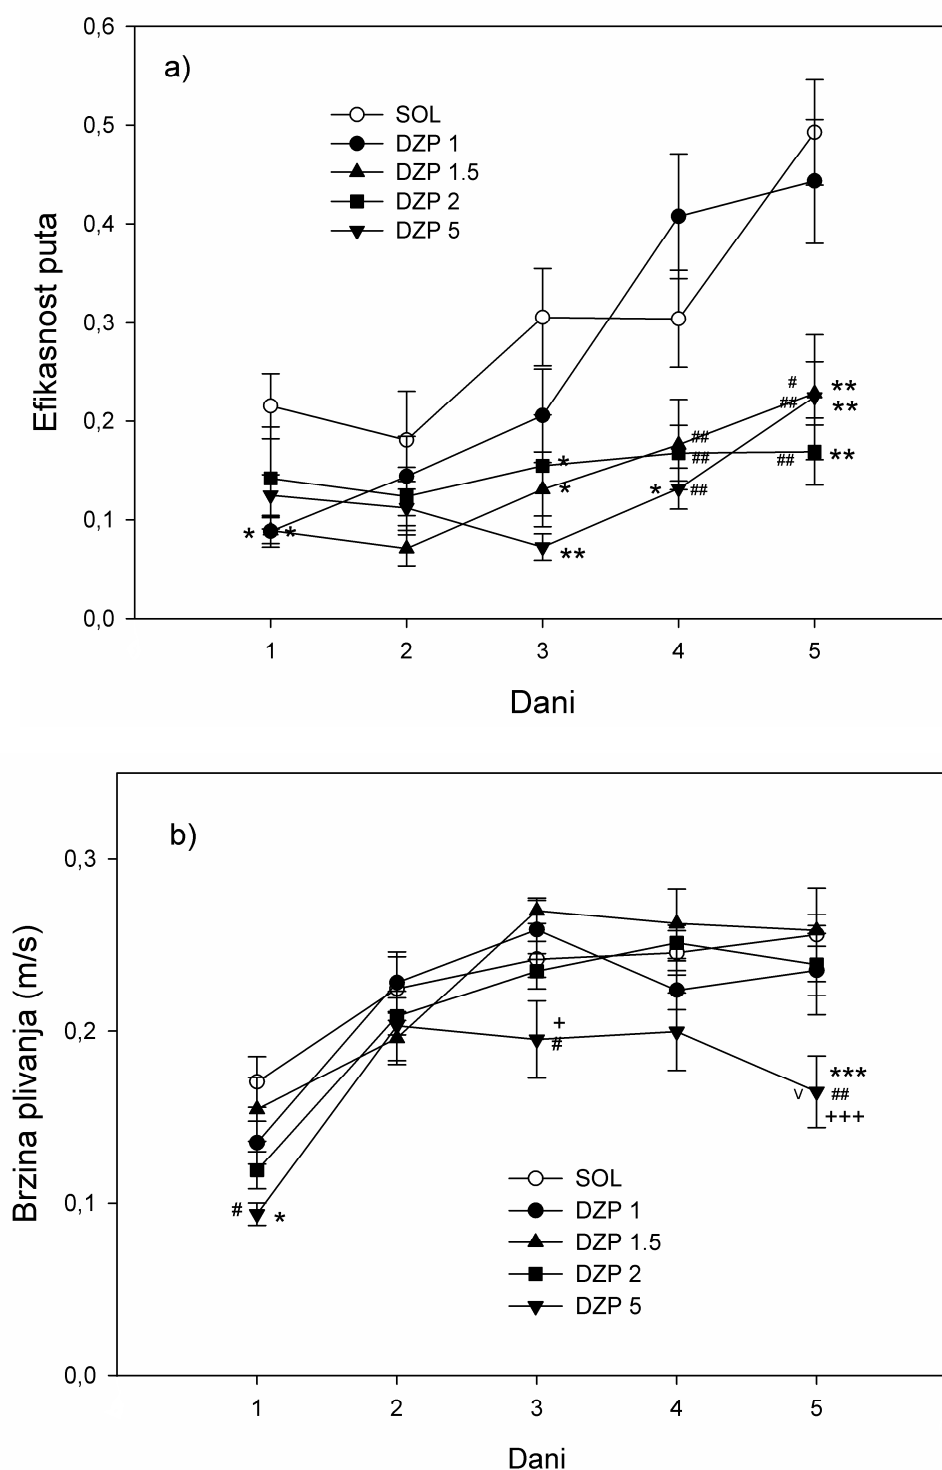 0,6
a)
SOL
DZP 1
DZP 1.5
DZP 2
DZP 5
0,5
0,4
0,3
0,2
0,1
0,0
Efikasnost puta
* *
*
*
**
##
##
* ##
# **
## **
## **
1 2 3 4 5
Dani
b)
0,3
0,2
0,1
0,0
Brzina plivanja (m/s)
+
#
***
v ##
+++
# *
SOL
DZP 1
DZP 1.5
DZP 2
DZP 5
1 2 3 4 5
Dani